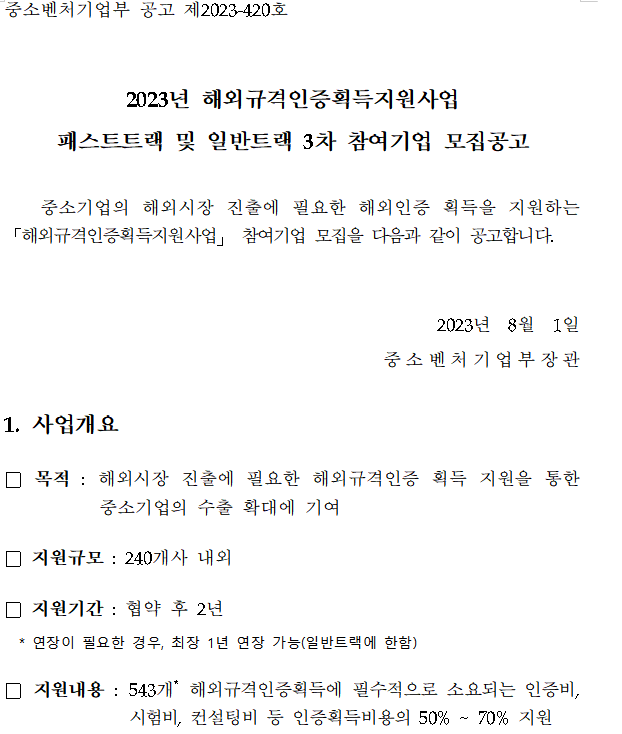 중소벤처기업부 공고 제2023-420호
2023년 해외규격인증획득지원사업
패스트트랙 및 일반트랙 3차 참여기업 모집공고
중소기업의 해외시장 진출에 필요한 해외인증 획득을 지원하는
「해외규격인증획득지원사업」 참여기업 모집을 다음과 같이 공고합니다.
2023년 8월 1일
중소벤처기업부장관
1. 사업개요
□ 목적 : 해외시장 진출에 필요한 해외규격인증 획득 지원을 통한
중소기업의 수출 확대에 기여
□ 지원규모 : 240개사 내외
□ 지원기간 : 협약 후 2년
* 연장이 필요한 경우, 최장 1년 연장 가능(일반트랙에 한함)
□ 지원내용 : 543개* 해외규격인증획득에 필수적으로 소요되는 인증비,
시험비, 컨설팅비 등 인증획득비용의 50% ~ 70% 지원